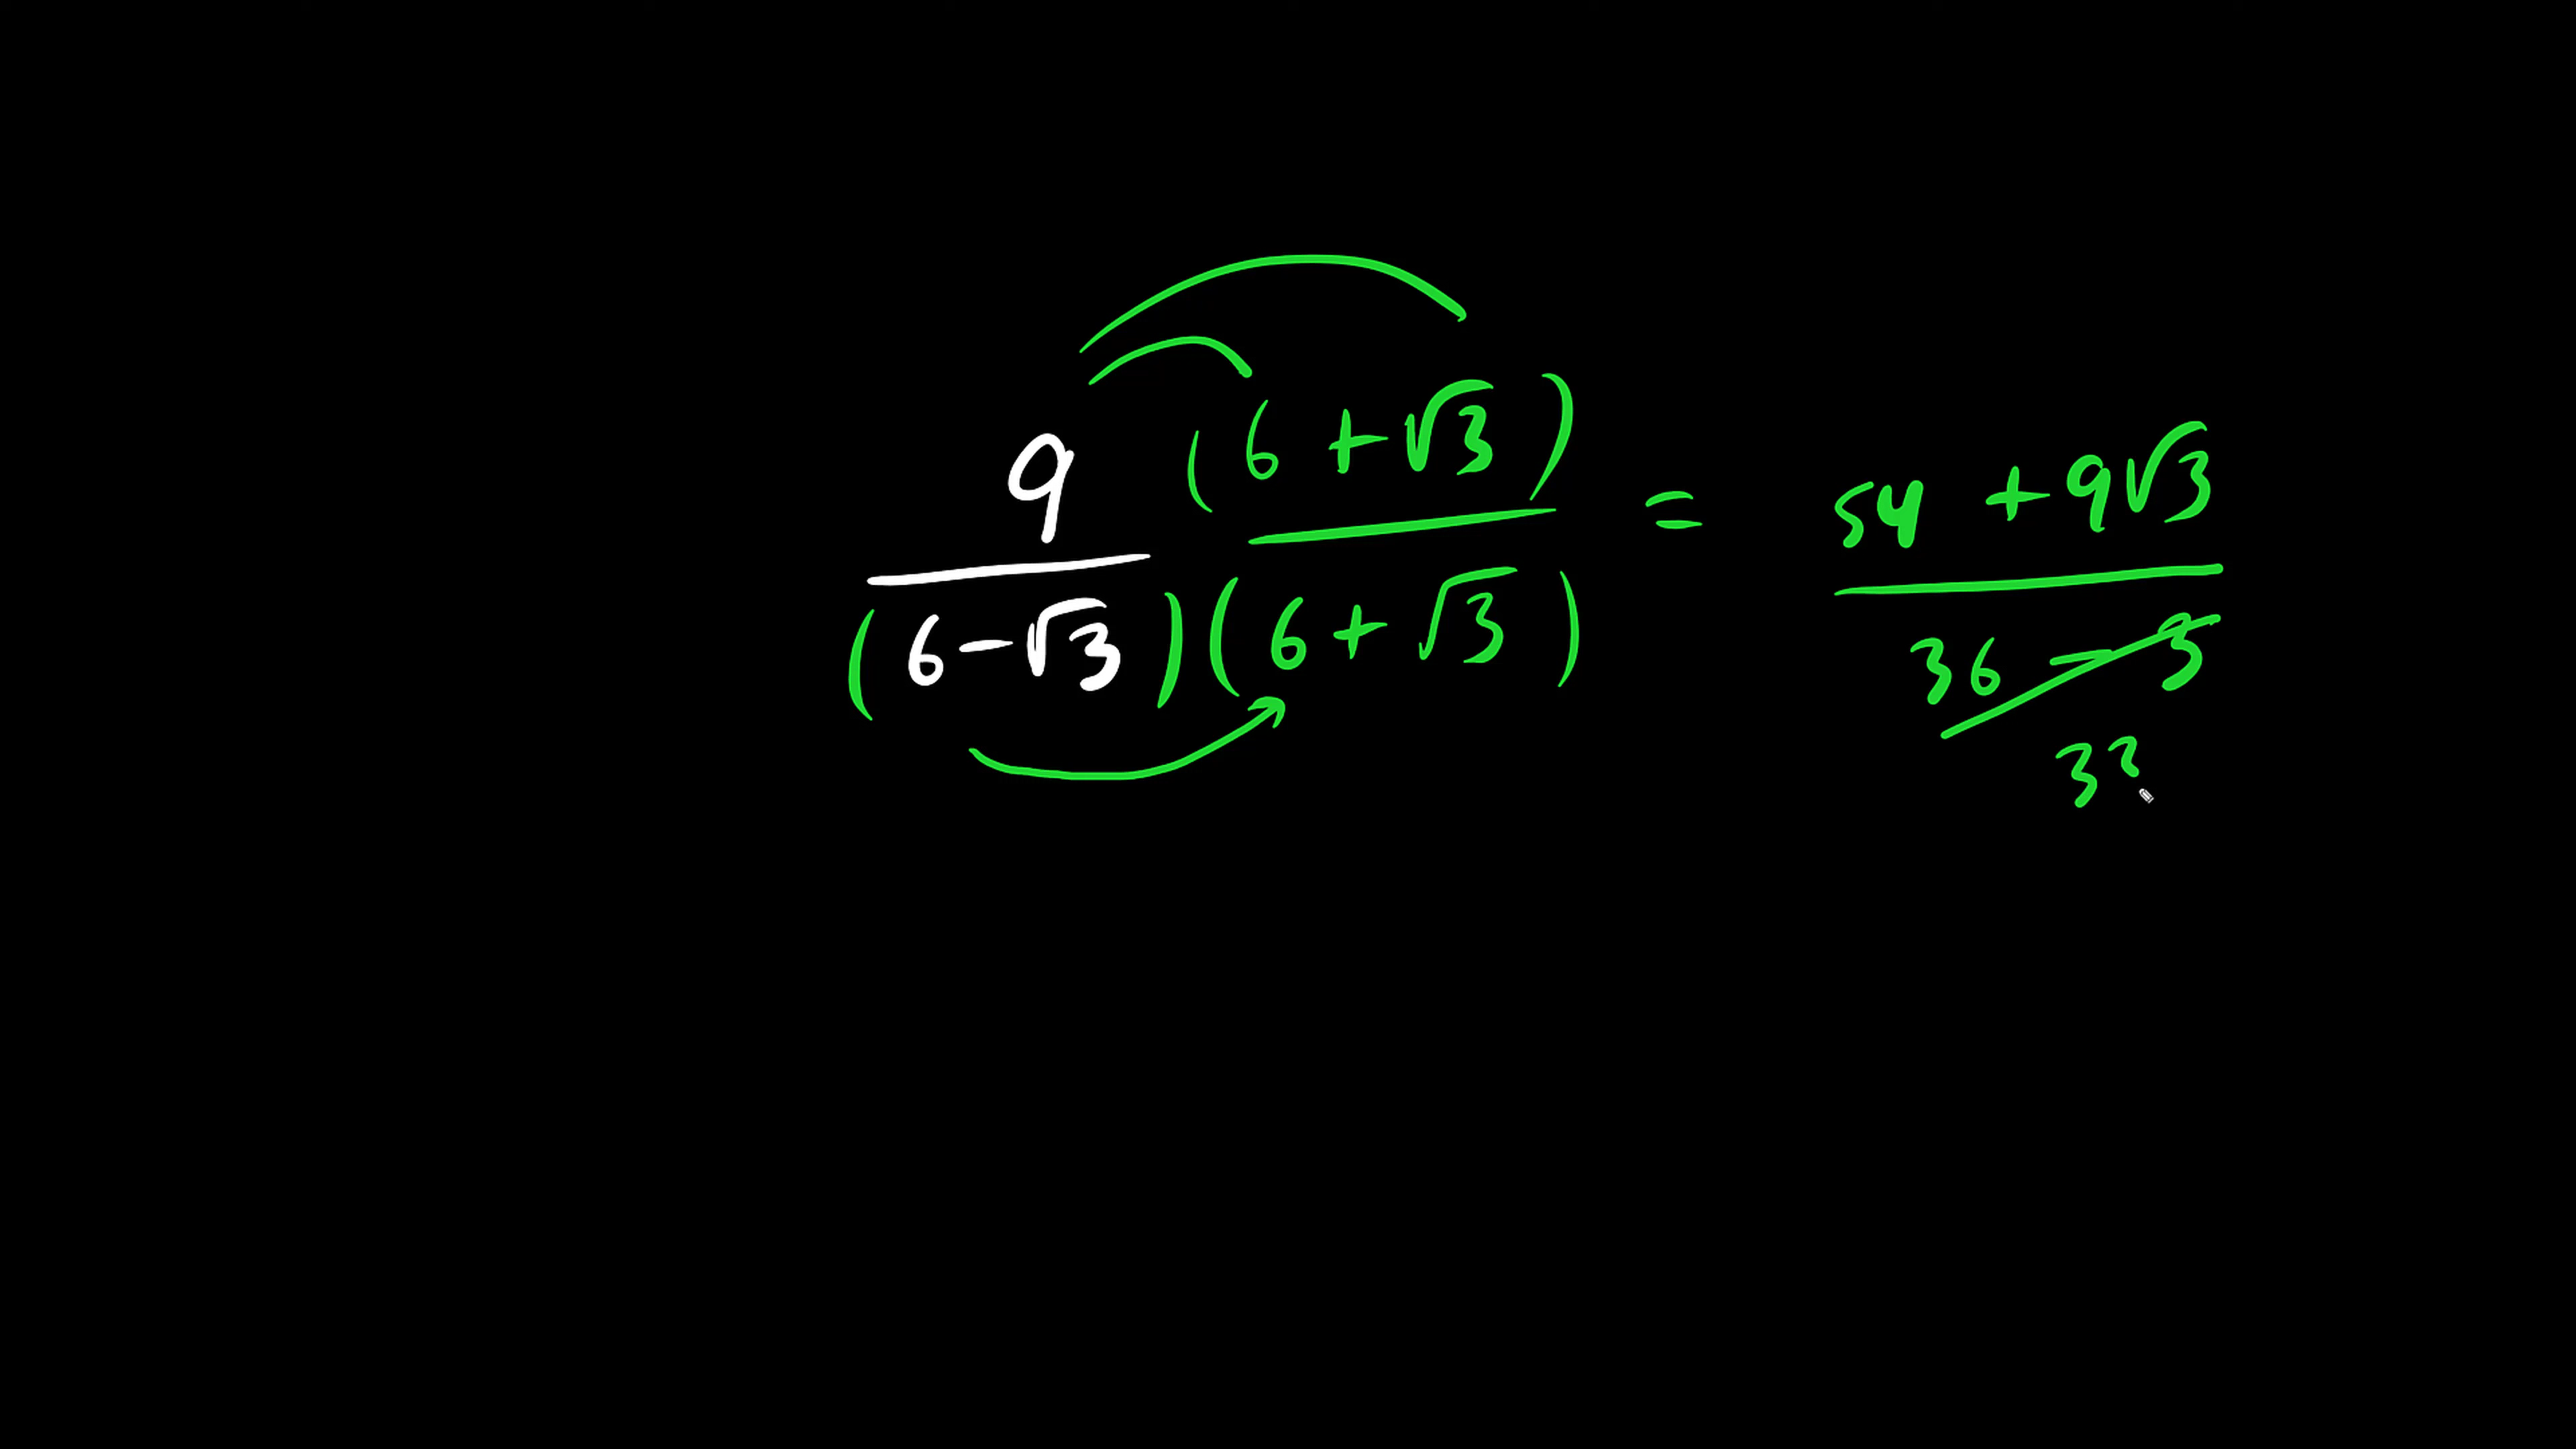 9 (6 + √3) / (6 - √3)(6 + √3) = 54 + 9√3 / 36 - 3
33